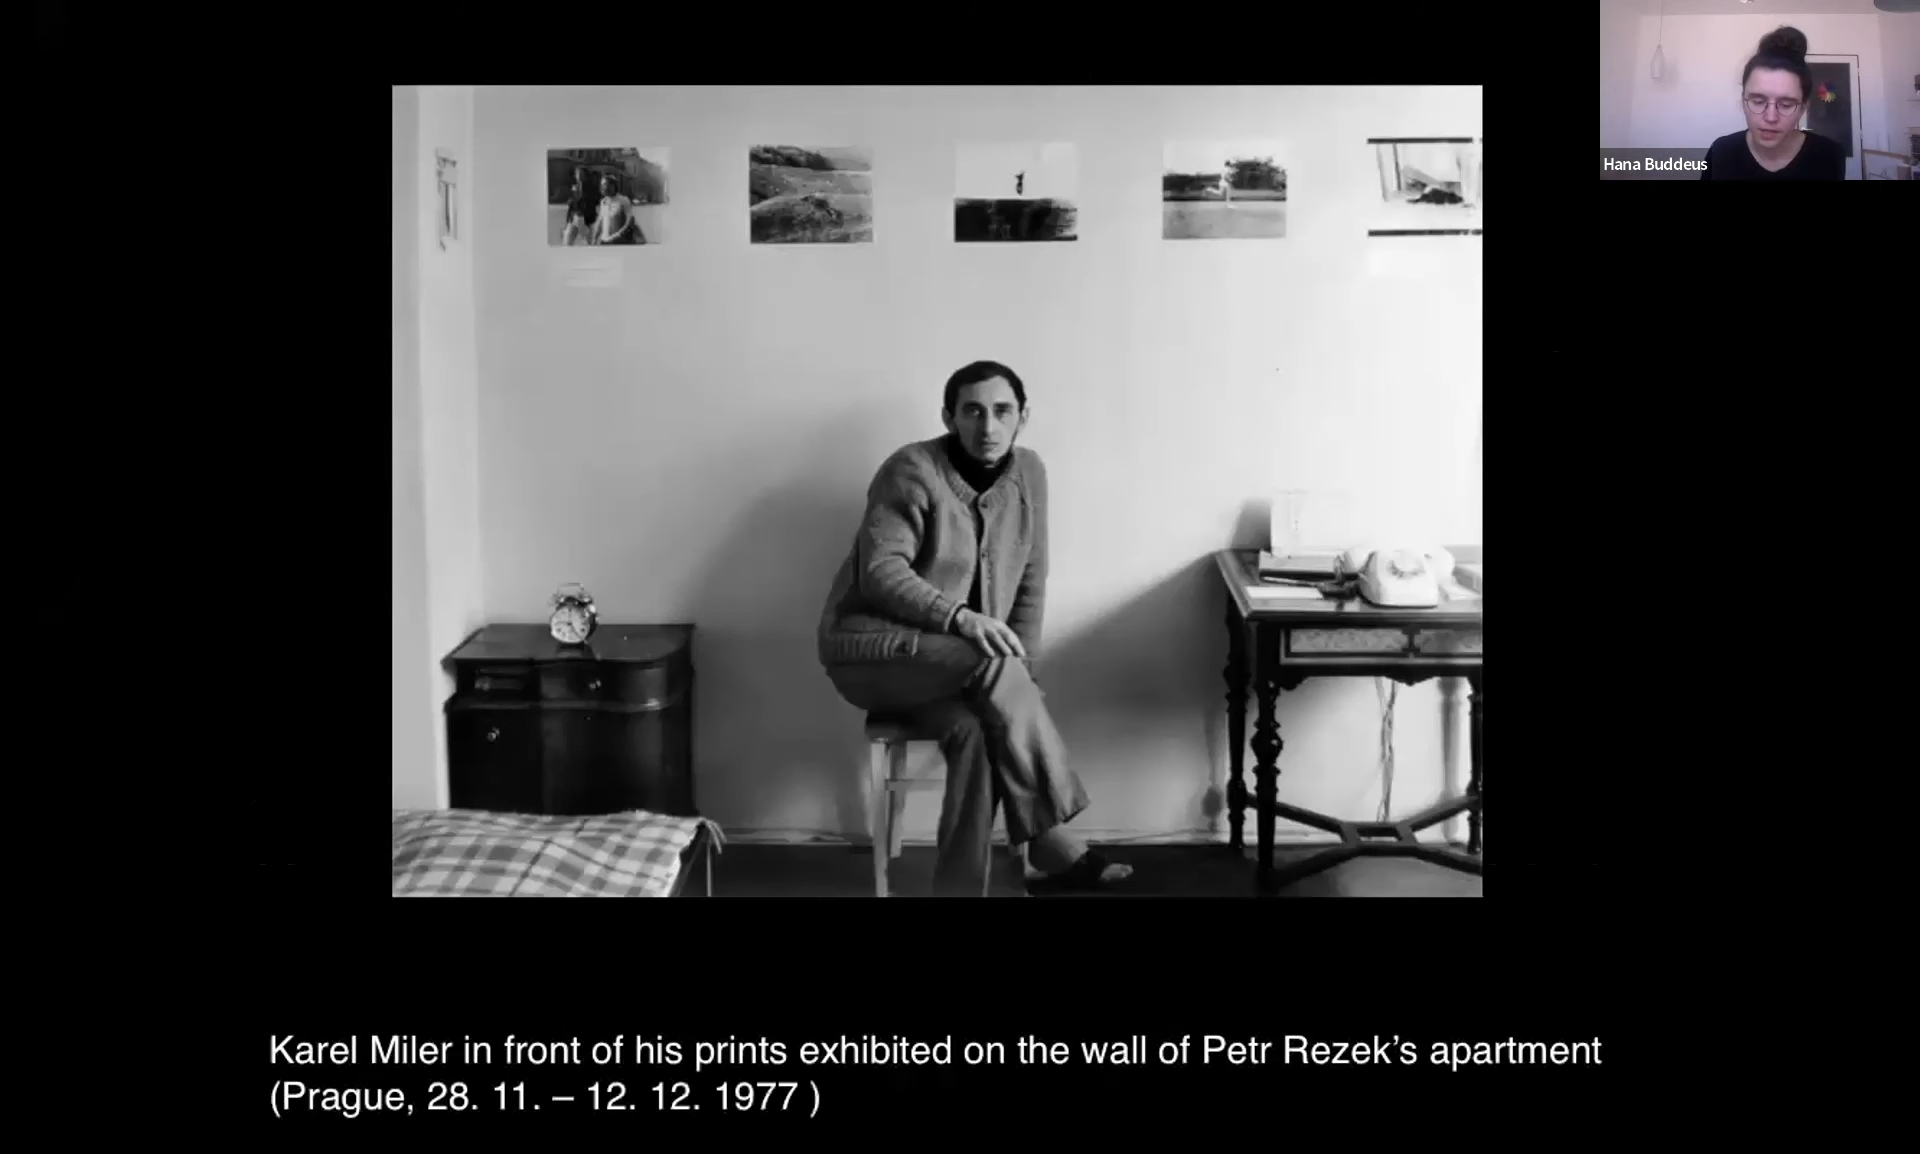 Hana Buddeus
Karel Miler in front of his prints exhibited on the wall of Petr Rezek’s apartment
(Prague, 28. 11. – 12. 12. 1977 )